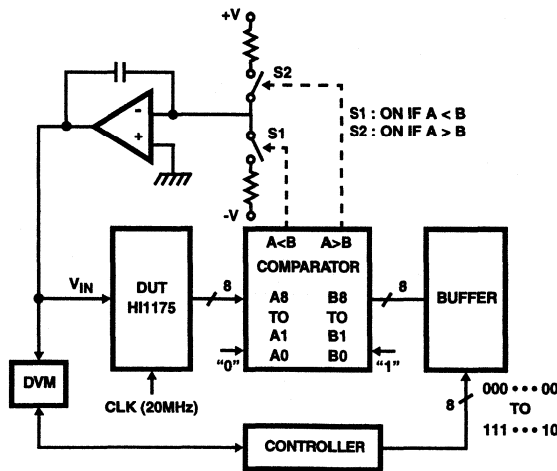 +V
S2
S1
-
+
-V
S1 : ON IF A < B
S2 : ON IF A > B
A<B A>B
COMPARATOR
A8 B8
TO TO
A1 B1
A0 B0
VIN
DUT
HI1175
8
8
BUFFER
"0"
"1"
DVM
CLK (20MHz)
8
000 • • • 00
TO
111 • • • 10
CONTROLLER